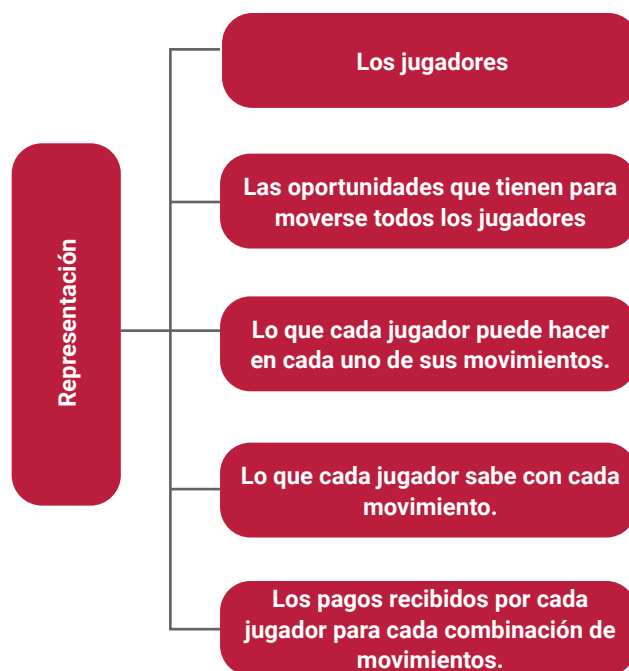 Representación
Los jugadores
Las oportunidades que tienen para
moverse todos los jugadores
Lo que cada jugador puede hacer
en cada uno de sus movimientos.
Lo que cada jugador sabe con cada
movimiento.
Los pagos recibidos por cada
jugador para cada combinación de
movimientos.